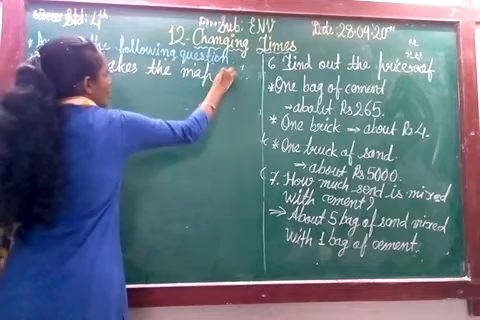 Std: 4th Sub: ENV Date: 28-09-20
12-Changing Times
the following question
akes the map
6. Find out the prices of
* One bag of cement
→ about Rs 265.
* One brick → about Rs 4.
* One truck of sand.
→ about Rs 5000.
7. How much sand is mixed
with cement?
⇒ About 5 bag of sand mixed
with 1 bag of cement.